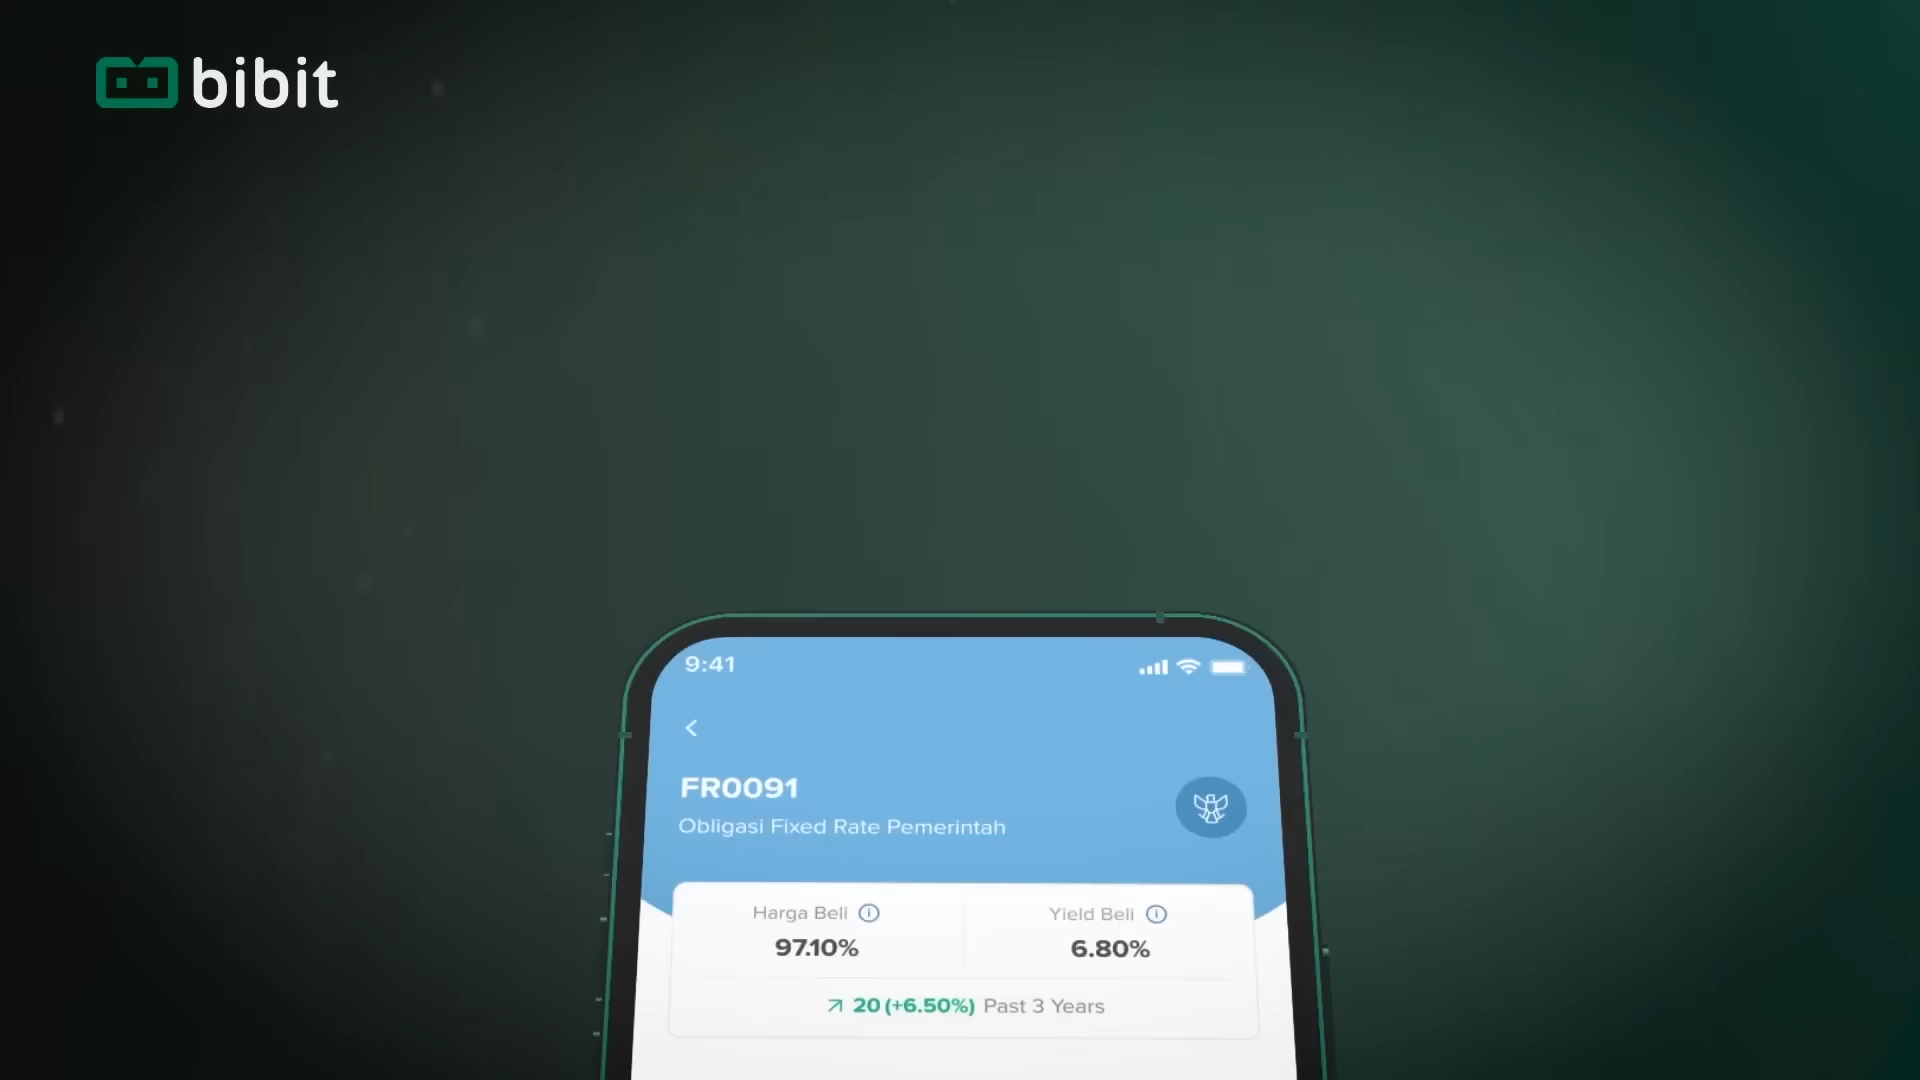 bibit
9:41
FR0091
Obligasi Fixed Rate Pemerintah
Harga Beli
Yield Beli
97.10%
6.80%
20 (+6.50%) Past 3 Years